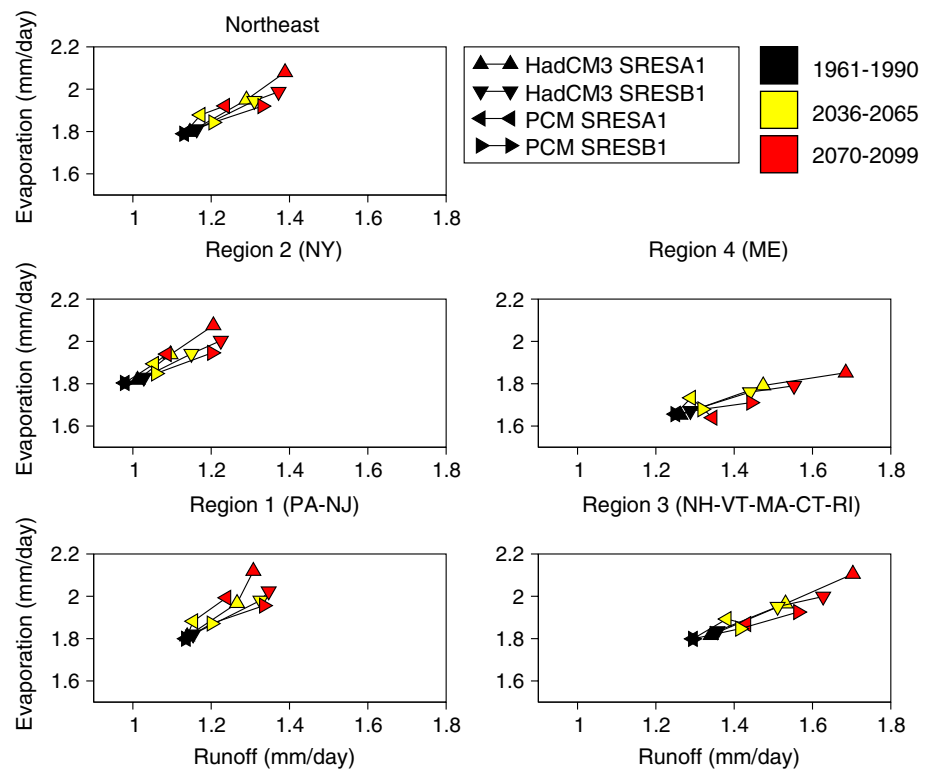 Northeast
Evaporation (mm/day)
2.2
2
1.8
1.6
1 1.2 1.4 1.6 1.8
HadCM3 SRESA1
HadCM3 SRESB1
PCM SRESA1
PCM SRESB1
1961-1990
2036-2065
2070-2099
Region 2 (NY)
Evaporation (mm/day)
2.2
2
1.8
1.6
1 1.2 1.4 1.6 1.8
Region 4 (ME)
2.2
2
1.8
1.6
1 1.2 1.4 1.6 1.8
Region 1 (PA-NJ)
Evaporation (mm/day)
2.2
2
1.8
1.6
1 1.2 1.4 1.6 1.8
Runoff (mm/day)
Region 3 (NH-VT-MA-CT-RI)
2.2
2
1.8
1.6
1 1.2 1.4 1.6 1.8
Runoff (mm/day)